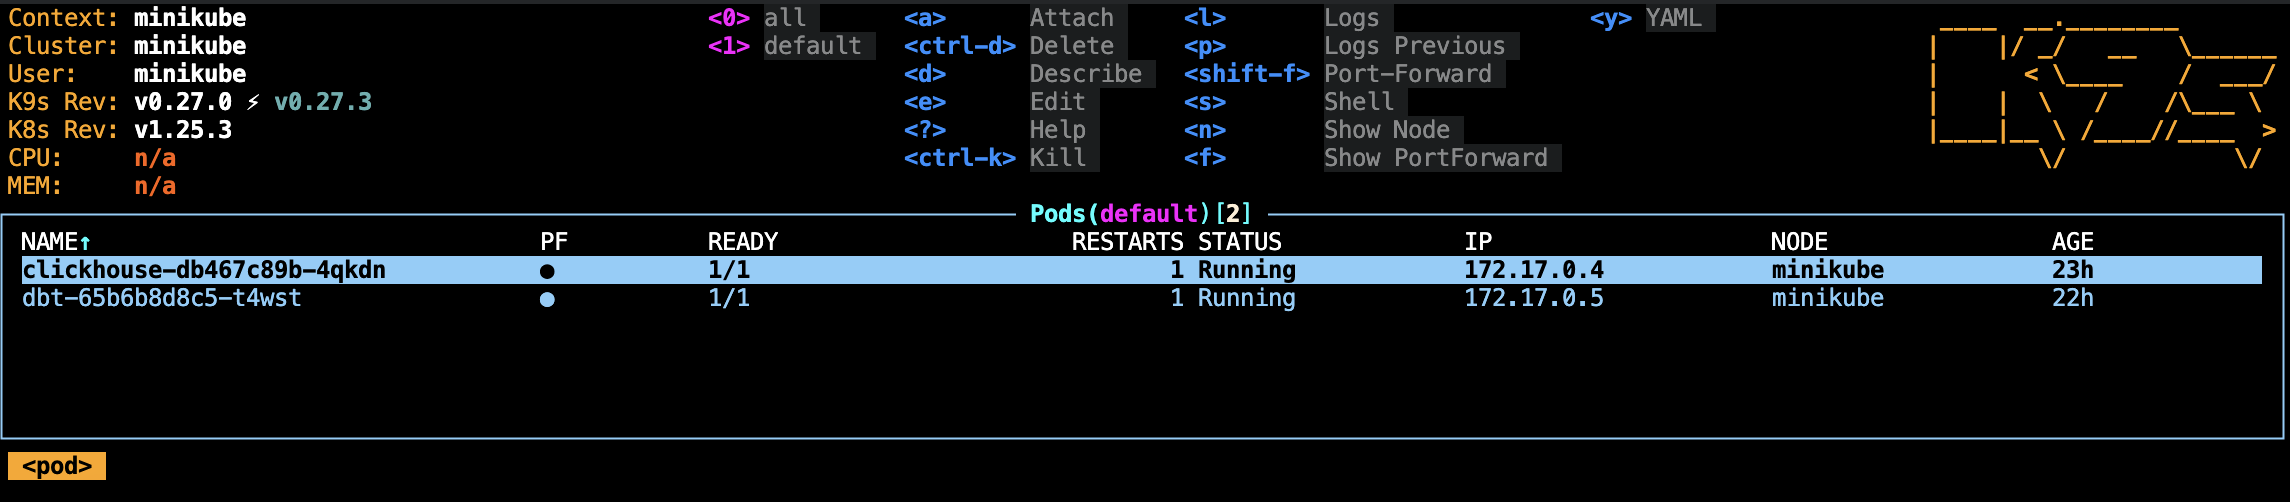 Context: minikube <0> all <a> Attach <l> Logs <y> YAML
Cluster: minikube <1> default <ctrl-d> Delete <p> Logs Previous
User: minikube <d> Describe <shift-f> Port-Forward
K9s Rev: v0.27.0 ⚡ v0.27.3 <e> Edit <s> Shell
K8s Rev: v1.25.3 <?> Help <n> Show Node
CPU: n/a <ctrl-k> Kill <f> Show PortForward
MEM: n/a
Pods(default)[2]
NAME↑ PF READY RESTARTS STATUS IP NODE AGE
clickhouse-db467c89b-4qkdn ● 1/1 1 Running 172.17.0.4 minikube 23h
dbt-65b6b8d8c5-t4wst ● 1/1 1 Running 172.17.0.5 minikube 22h
<pod>